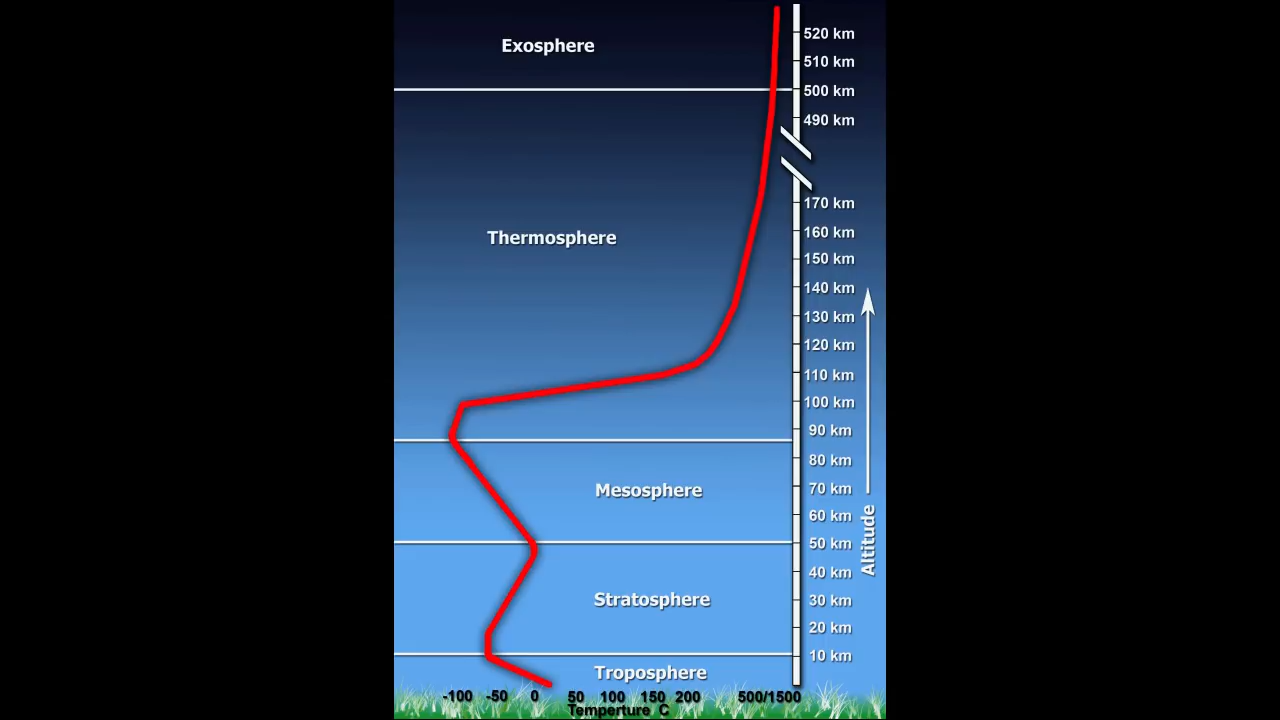 Exosphere
520 km
510 km
500 km
490 km
Thermosphere
170 km
160 km
150 km
140 km
130 km
120 km
110 km
100 km
90 km
Mesosphere
80 km
70 km
60 km
50 km
Altitude
Stratosphere
40 km
30 km
20 km
10 km
Troposphere
-100 -50 0 50 100 150 200 500/1500
Temperture C